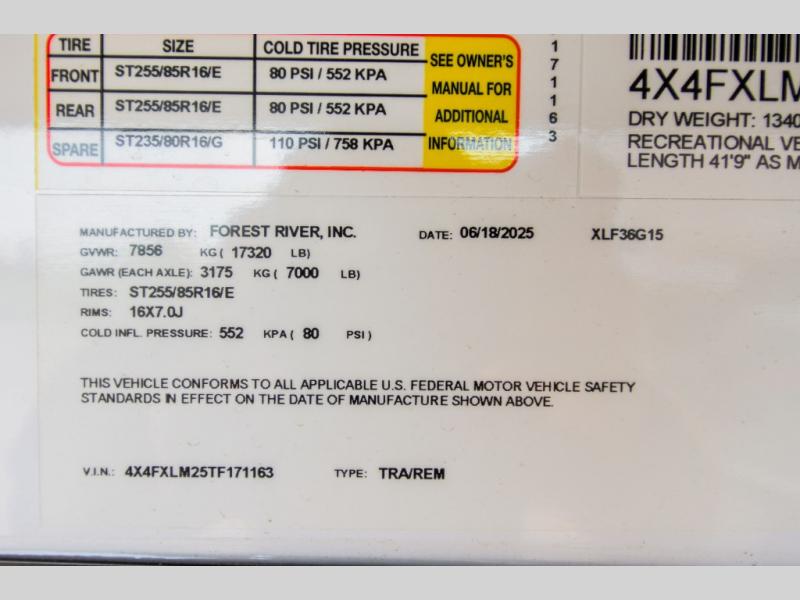 TIRE SIZE COLD TIRE PRESSURE
FRONT ST255/85R16/E 80 PSI / 552 KPA
REAR ST255/85R16/E 80 PSI / 552 KPA
SPARE ST235/80R16/G 110 PSI / 758 KPA
SEE OWNER'S
MANUAL FOR
ADDITIONAL
INFORMATION
1
7
1
1
6
3
4X4FXLM
DRY WEIGHT: 1340
RECREATIONAL VE
LENGTH 41'9" AS M
MANUFACTURED BY: FOREST RIVER, INC. DATE: 06/18/2025 XLF36G15
GVWR: 7856 KG ( 17320 LB)
GAWR (EACH AXLE): 3175 KG ( 7000 LB)
TIRES: ST255/85R16/E
RIMS: 16X7.0J
COLD INFL. PRESSURE: 552 KPA ( 80 PSI )
THIS VEHICLE CONFORMS TO ALL APPLICABLE U.S. FEDERAL MOTOR VEHICLE SAFETY
STANDARDS IN EFFECT ON THE DATE OF MANUFACTURE SHOWN ABOVE.
V.I.N.: 4X4FXLM25TF171163 TYPE: TRA/REM